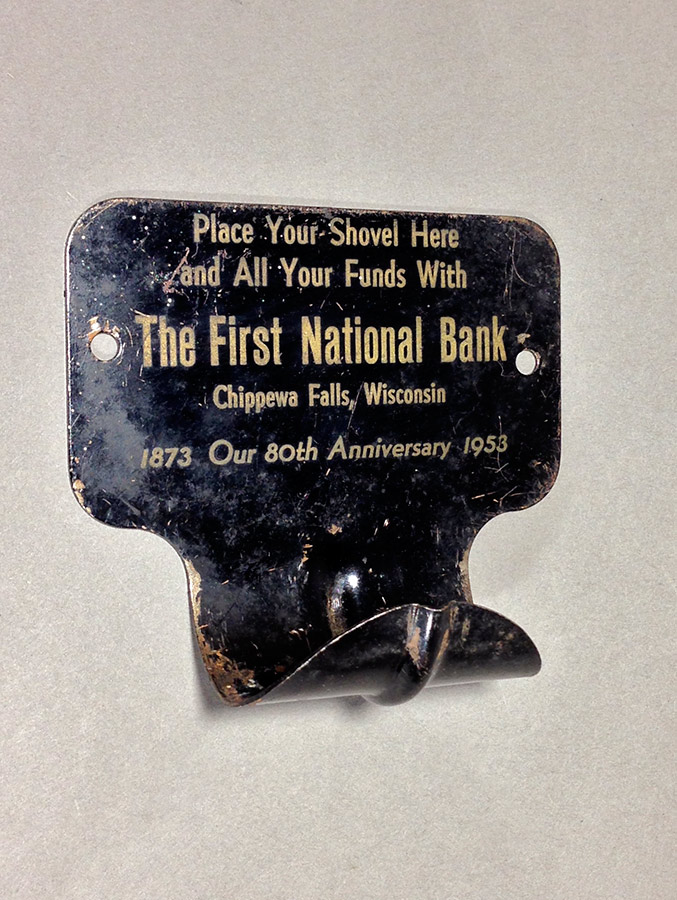 Place Your Shovel Here
and All Your Funds With
The First National Bank
Chippewa Falls, Wisconsin
1873 Our 80th Anniversary 1953